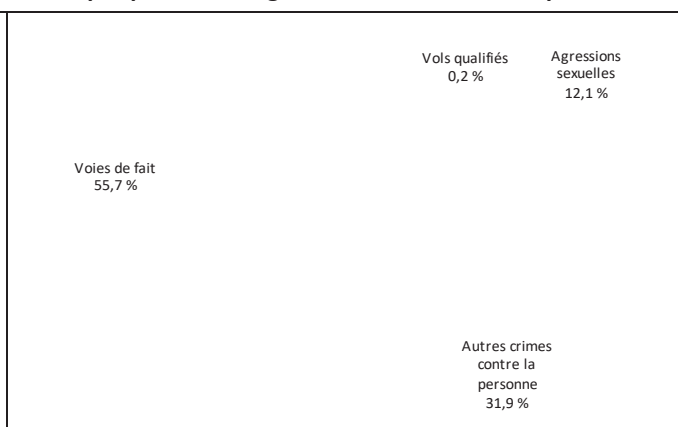 Vols qualifiés
0,2 %
Agressions
sexuelles
12,1 %
Voies de fait
55,7 %
Autres crimes
contre la
personne
31,9 %